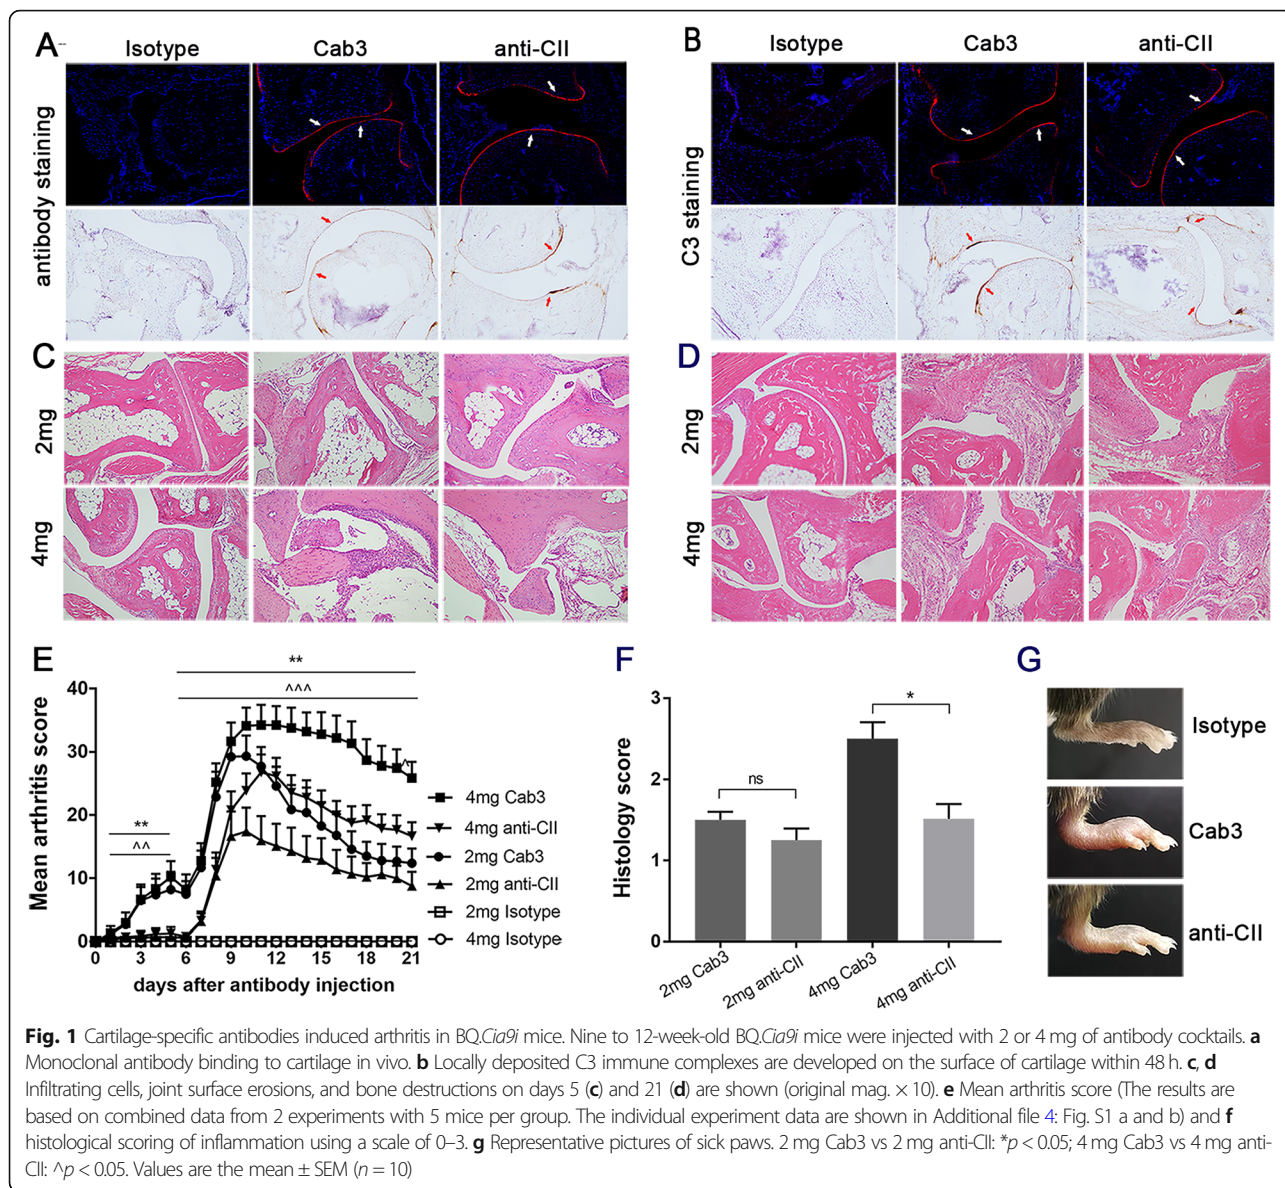 A
Isotype
Cab3
anti-CII
B
Isotype
Cab3
anti-CII
antibody staining
C3 staining
C
D
2mg
4mg
2mg
4mg
E
**
^^^
**
^^
^
Mean arthritis score
40
30
20
10
0
0 3 6 9 12 15 18 21
days after antibody injection
4mg Cab3
4mg anti-CII
2mg Cab3
2mg anti-CII
2mg Isotype
4mg Isotype
F
Histology score
3
2
1
0
ns
*
2mg Cab3
2mg anti-CII
4mg Cab3
4mg anti-CII
G
Isotype
Cab3
anti-CII
Fig. 1 Cartilage-specific antibodies induced arthritis in BQ.Cia9i mice. Nine to 12-week-old BQ.Cia9i mice were injected with 2 or 4 mg of antibody cocktails. a
Monoclonal antibody binding to cartilage in vivo. b Locally deposited C3 immune complexes are developed on the surface of cartilage within 48 h. c, d
Infiltrating cells, joint surface erosions, and bone destructions on days 5 (c) and 21 (d) are shown (original mag. × 10). e Mean arthritis score (The results are
based on combined data from 2 experiments with 5 mice per group. The individual experiment data are shown in Additional file 4: Fig. S1 a and b) and f
histological scoring of inflammation using a scale of 0–3. g Representative pictures of sick paws. 2 mg Cab3 vs 2 mg anti-CII: *p < 0.05; 4 mg Cab3 vs 4 mg anti-
CII: ^p < 0.05. Values are the mean ± SEM (n = 10)